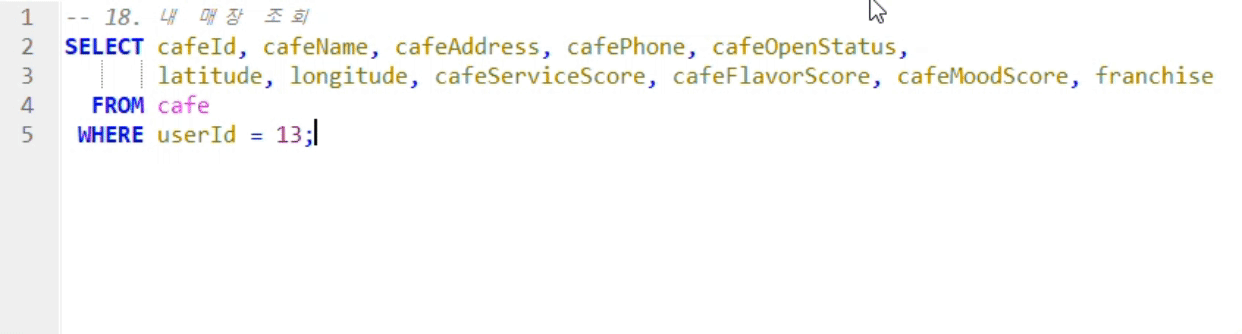 1 -- 18. 내 매장 조회
2 SELECT cafeId, cafeName, cafeAddress, cafePhone, cafeOpenStatus,
3 latitude, longitude, cafeServiceScore, cafeFlavorScore, cafeMoodScore, franchise
4 FROM cafe
5 WHERE userId = 13;